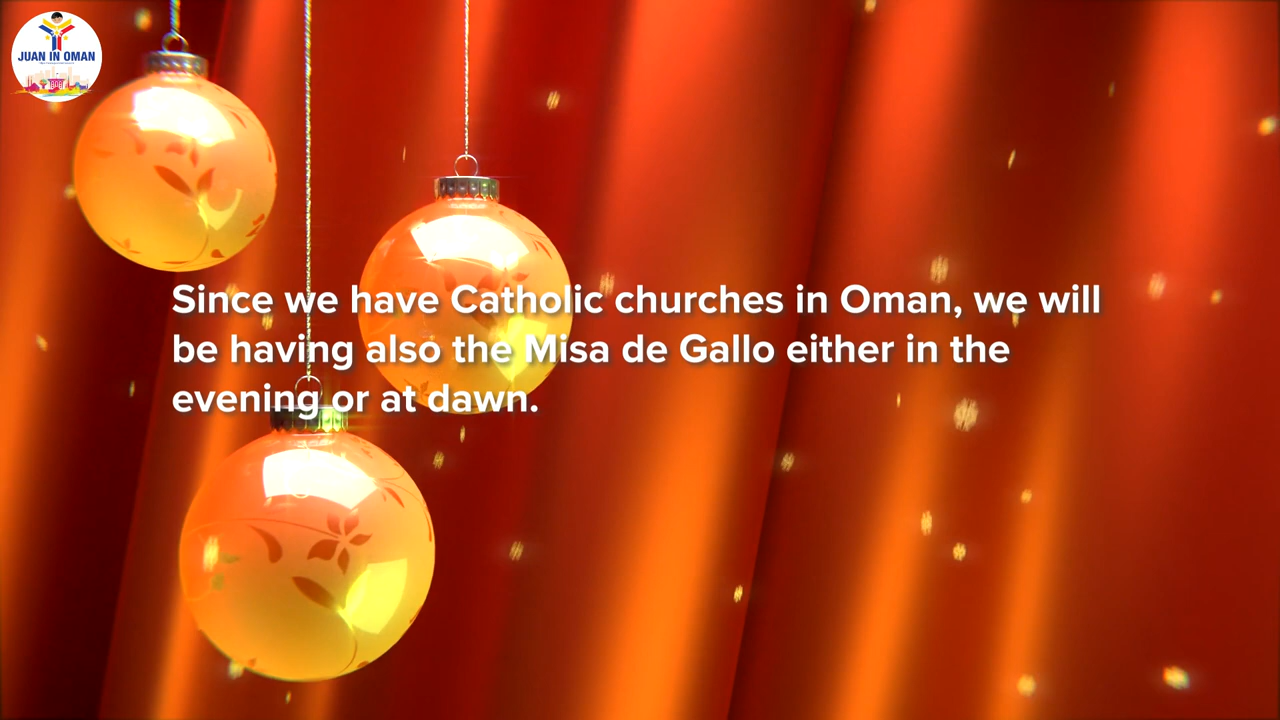 JUAN IN OMAN
Since we have Catholic churches in Oman, we will
be having also the Misa de Gallo either in the
evening or at dawn.